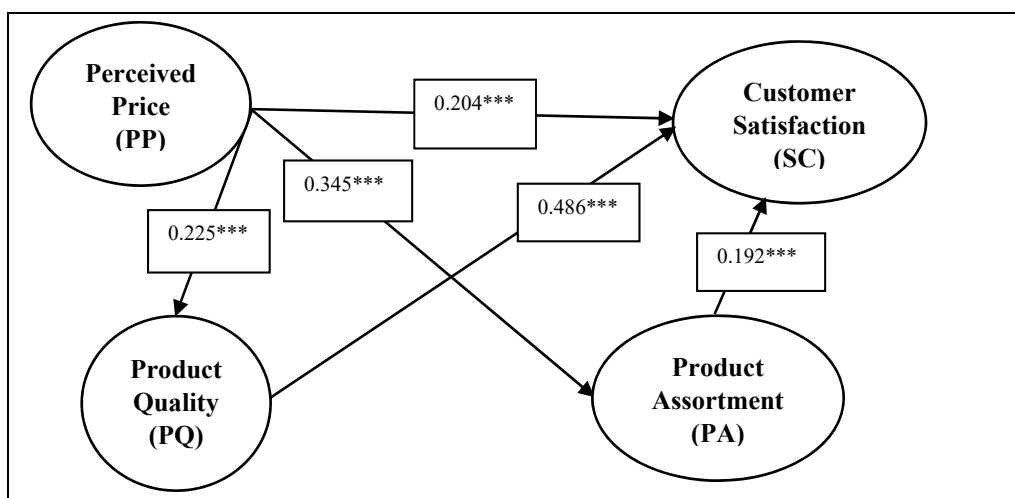 Perceived
Price
(PP)
0.204***
Customer
Satisfaction
(SC)
0.345***
0.486***
0.225***
0.192***
Product
Quality
(PQ)
Product
Assortment
(PA)